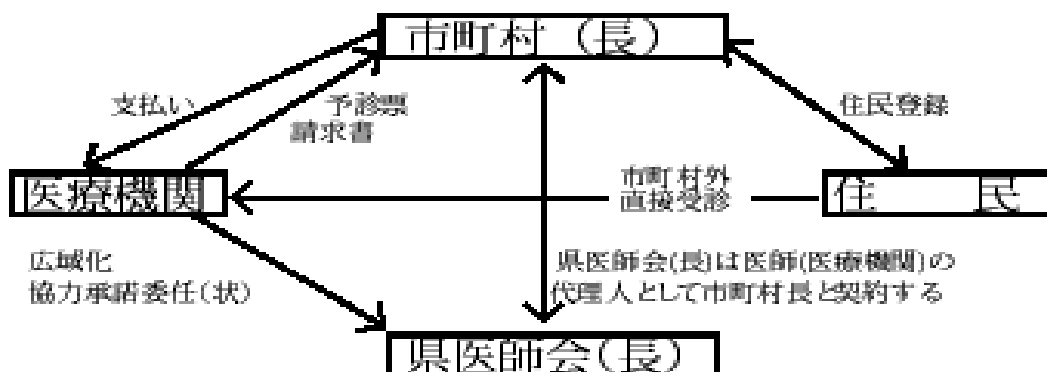 市町村（長）
支払い
予診票
請求書
住民登録
医療機関
市町村外
直接受診
住　　民
広域化
協力承諾委任(状)
県医師会(長)は医師(医療機関)の
代理人として市町村長と契約する
県医師会(長)